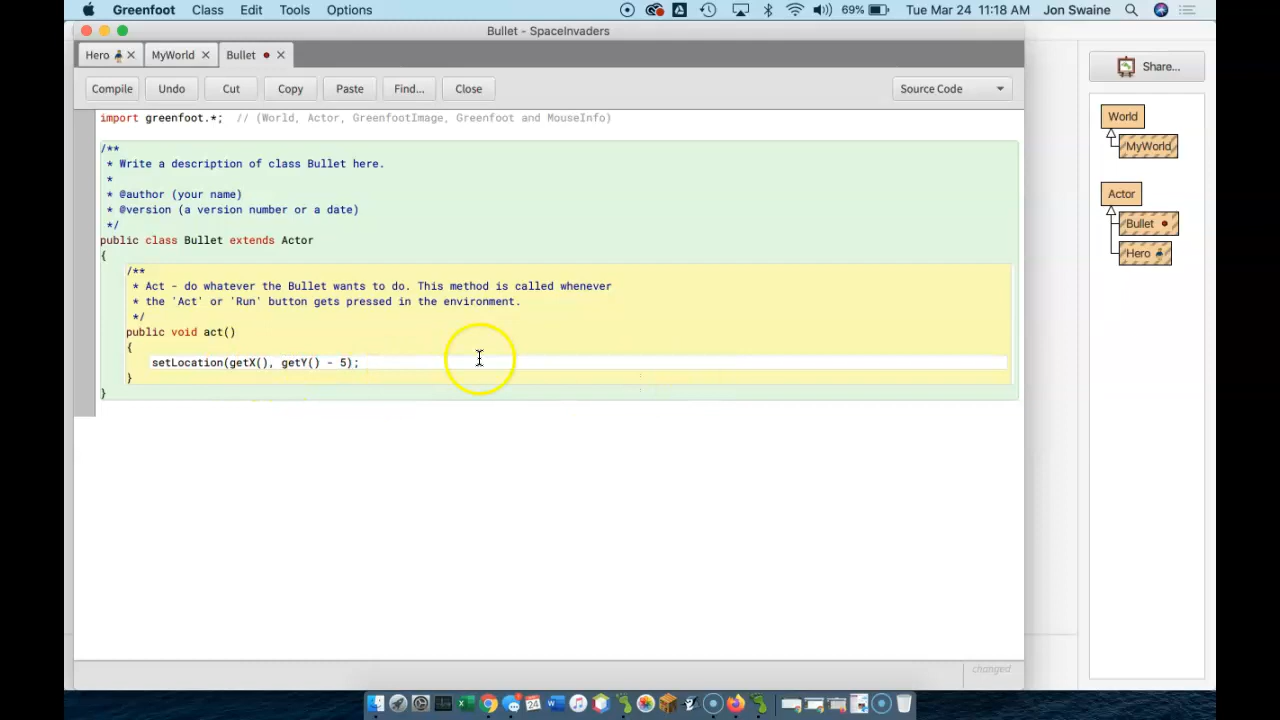 Greenfoot Class Edit Tools Options 69% Tue Mar 24 11:18 AM Jon Swaine
Bullet - SpaceInvaders
Hero MyWorld Bullet
Compile Undo Cut Copy Paste Find... Close Source Code
Share...
import greenfoot.*; // (World, Actor, GreenfootImage, Greenfoot and MouseInfo)
/**
* Write a description of class Bullet here.
*
* @author (your name)
* @version (a version number or a date)
*/
public class Bullet extends Actor
{
/**
* Act - do whatever the Bullet wants to do. This method is called whenever
* the 'Act' or 'Run' button gets pressed in the environment.
*/
public void act()
{
setLocation(getX(), getY() - 5);
}
}
World
MyWorld
Actor
Bullet
Hero
changed